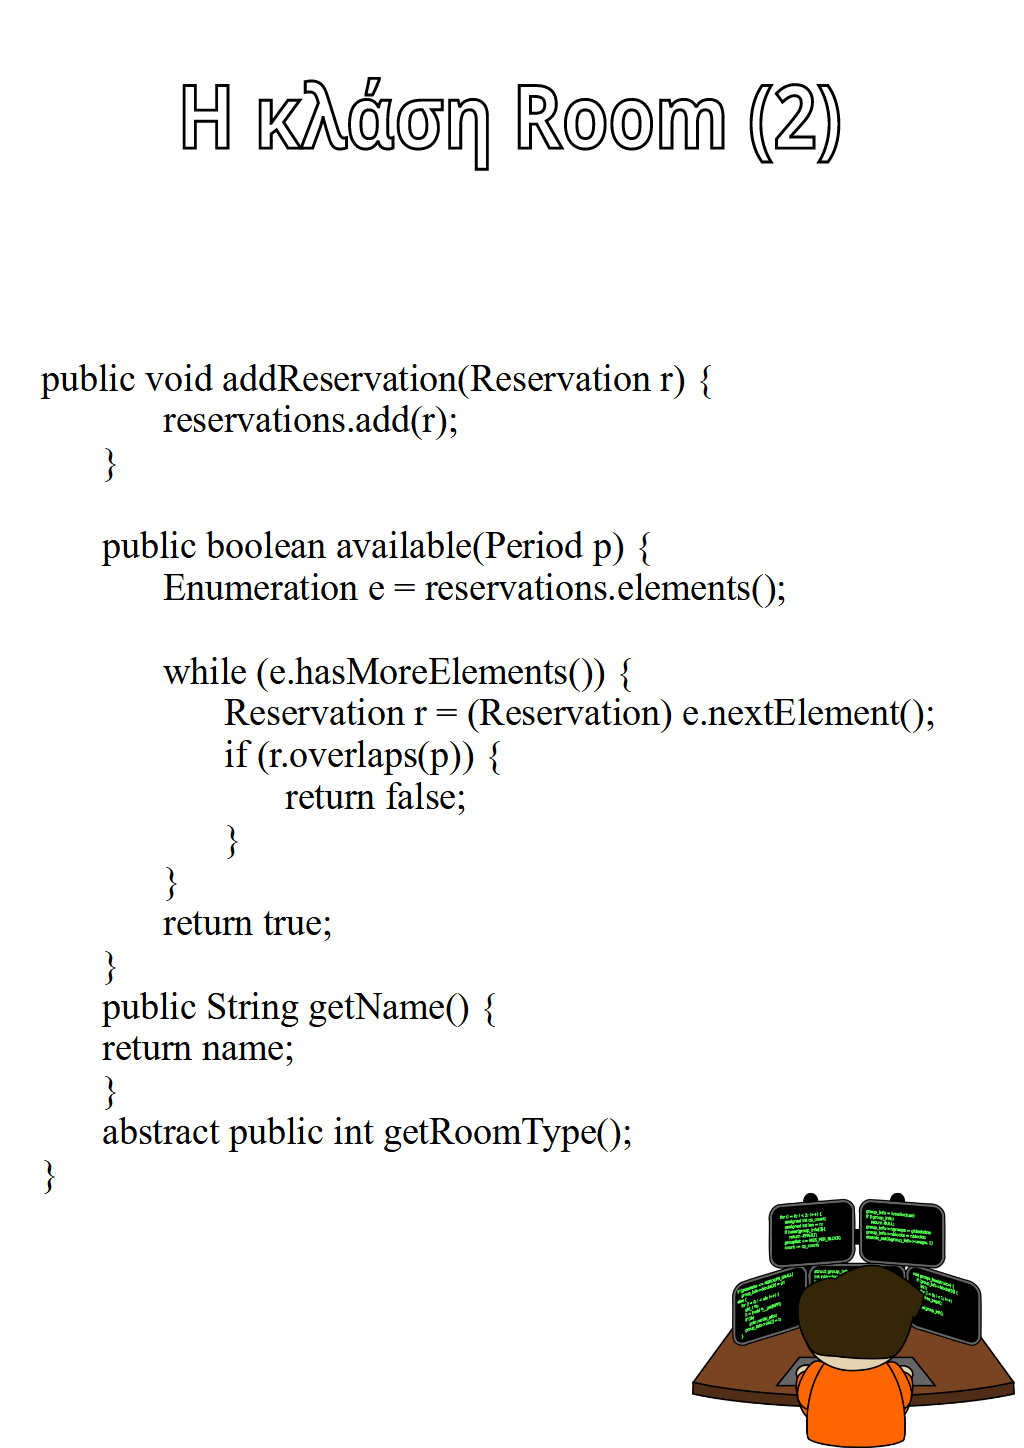 Η κλάση Room (2)
public void addReservation(Reservation r) {
reservations.add(r);
}
public boolean available(Period p) {
Enumeration e = reservations.elements();
while (e.hasMoreElements()) {
Reservation r = (Reservation) e.nextElement();
if (r.overlaps(p)) {
return false;
}
}
return true;
}
public String getName() {
return name;
}
abstract public int getRoomType();
}